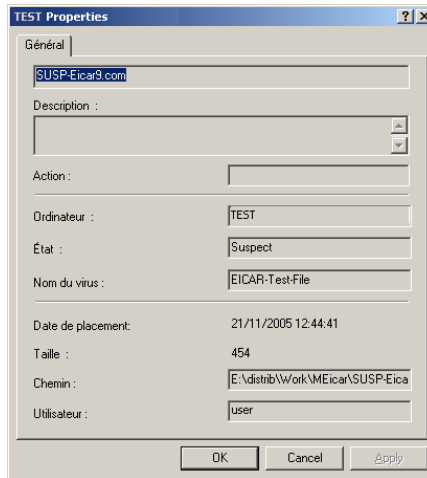 TEST Properties
Général
SUSP-Eicar9.com
Description :
Action :
Ordinateur : TEST
État : Suspect
Nom du virus : EICAR-Test-File
Date de placement: 21/11/2005 12:44:41
Taille : 454
Chemin : E:\distrib\Work\MEicar\SUSP-Eica
Utilisateur : user
OK Cancel Apply